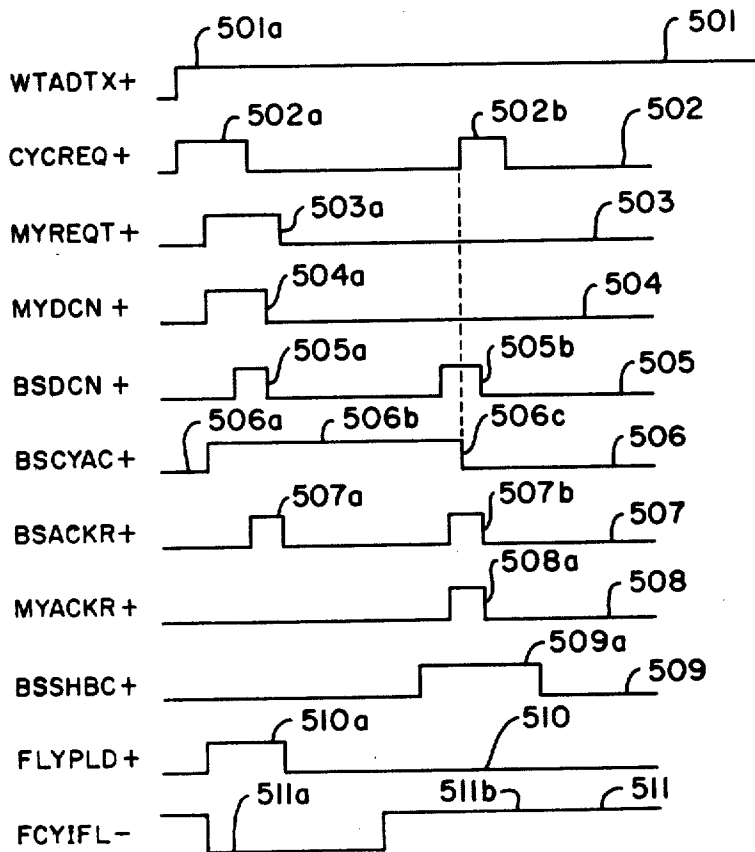 501a 501
WTADTX+
502a 502b 502
CYCREQ+
503a 503
MYREQT+
504a 504
MYDCN +
505a 505b 505
BSDCN +
506a 506b 506c 506
BSCYAC+
507a 507b 507
BSACKR+
508a 508
MYACKR+
509a 509
BSSHBC+
510a 510
FLYPLD+
511a 511b 511
FCYIFL-